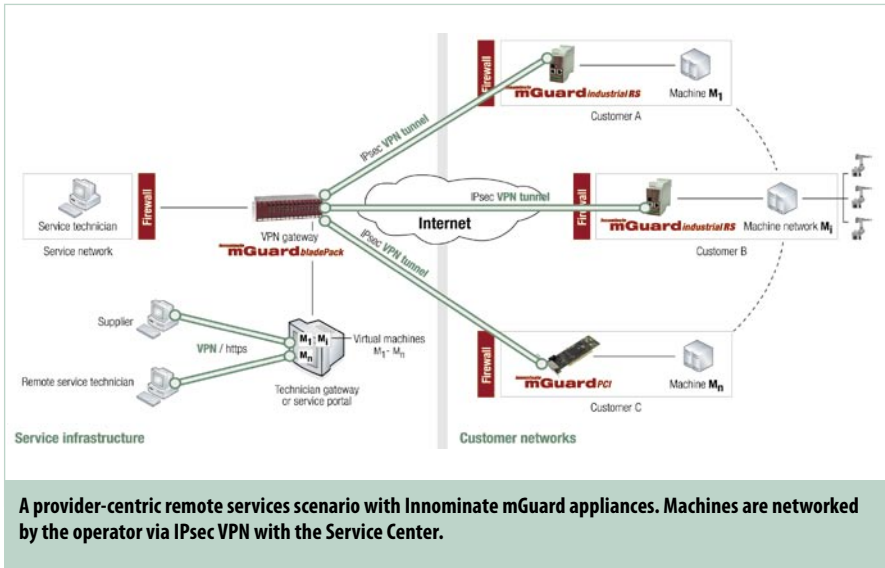 Firewall
mGuard industrial RS
Machine M1
Customer A
IPsec VPN tunnel
Service technician
Firewall
Service network
VPN gateway
mGuard bladePack
Internet
IPsec VPN tunnel
Firewall
mGuard industrial RS
Machine network Mi
Customer B
IPsec VPN tunnel
Supplier
VPN / https
Remote service technician
M1 Mi
Mn
Virtual machines
M1- Mn
Technician gateway
or service portal
Firewall
mGuard PCI
Machine Mn
Customer C
Service infrastructure
Customer networks
A provider-centric remote services scenario with Innominate mGuard appliances. Machines are networked
by the operator via IPsec VPN with the Service Center.